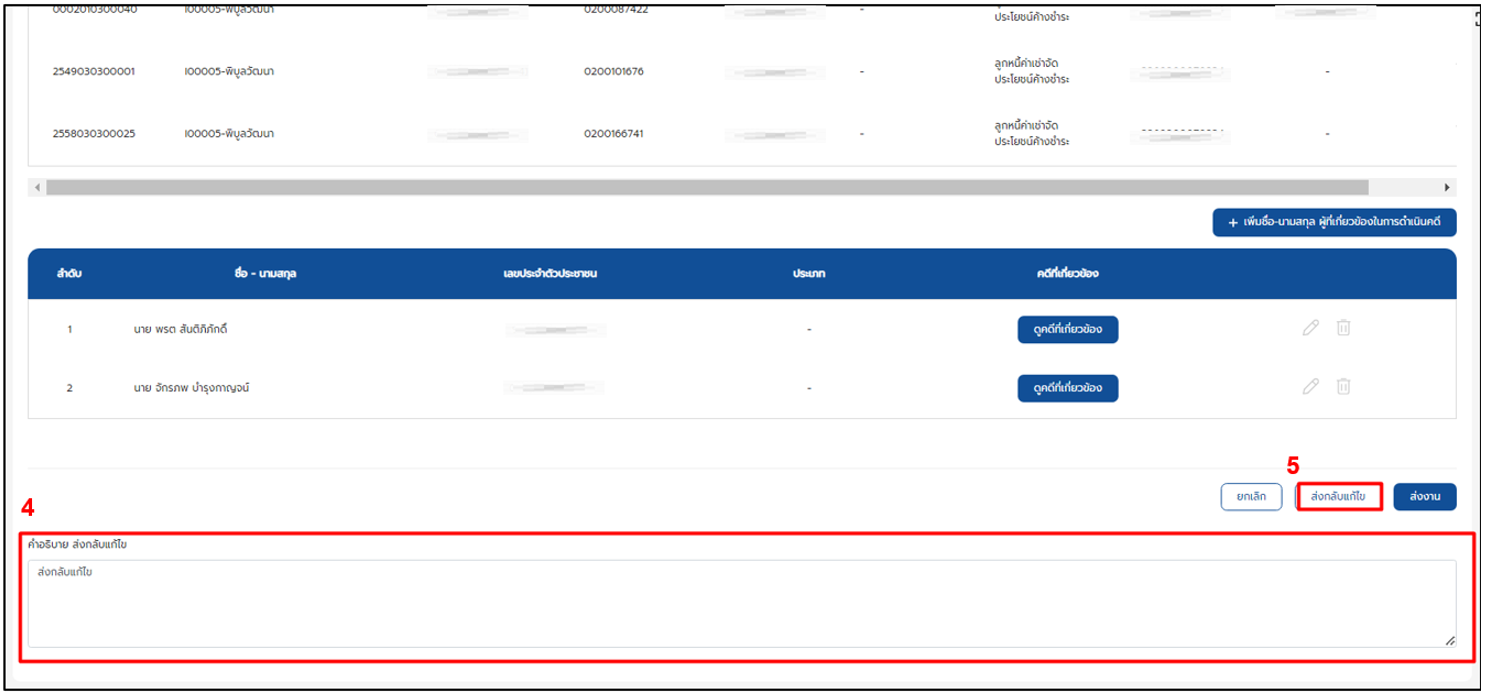 0002010300040 I00005-พิบูลวัฒนา 0200087422 - ประโยชน์ค้างชำระ
2549030300001 I00005-พิบูลวัฒนา 0200101676 - ลูกหนี้ค่าเช่าจัด -
ประโยชน์ค้างชำระ
2558030300025 I00005-พิบูลวัฒนา 0200166741 - ลูกหนี้ค่าเช่าจัด -
ประโยชน์ค้างชำระ
+ เพิ่มชื่อ-นามสกุล ผู้ที่เกี่ยวข้องในการดำเนินคดี
ลำดับ ชื่อ - นามสกุล เลขประจำตัวประชาชน ประเภท คดีที่เกี่ยวข้อง
1 นาย พรต สันติภิภักดิ์ - ดูคดีที่เกี่ยวข้อง
2 นาย จักรภพ บำรุงกาญจน์ - ดูคดีที่เกี่ยวข้อง
5
ยกเลิก ส่งกลับแก้ไข ส่งงาน
4
คำอธิบาย ส่งกลับแก้ไข
ส่งกลับแก้ไข